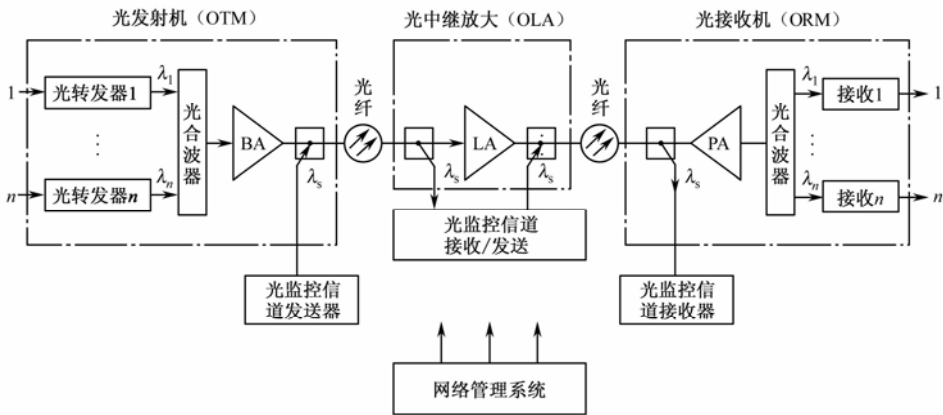 光发射机（OTM）
光中继放大（OLA）
光接收机（ORM）
1
光转发器1
λ1
⋮
n
光转发器n
λn
光合波器
BA
λs
光纤
λs
LA
λs
光纤
λs
PA
光合波器
λ1
接收1
1
⋮
λn
接收n
n
光监控信
道发送器
光监控信道
接收/发送
光监控信
道接收器
网络管理系统